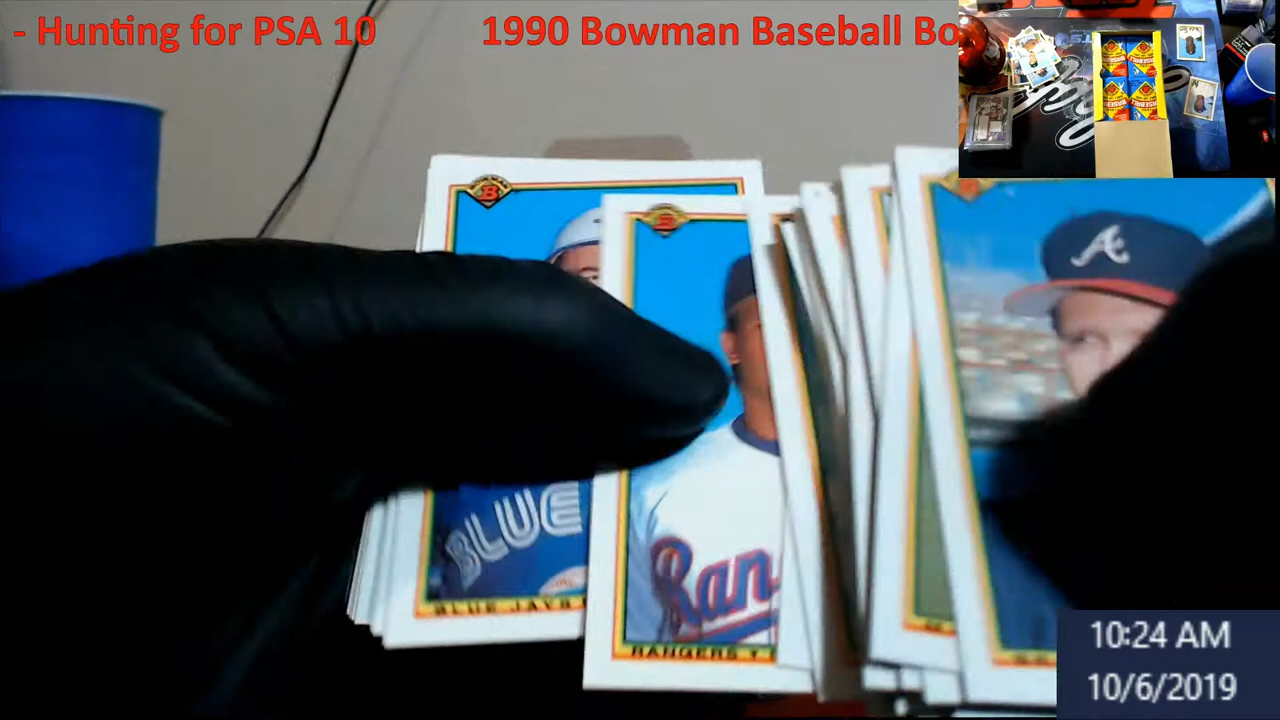 - Hunting for PSA 10 1990 Bowman Baseball Bo
B
B
A
BLUE
BLUE JAYS
Ran
RANGERS
10:24 AM
10/6/2019